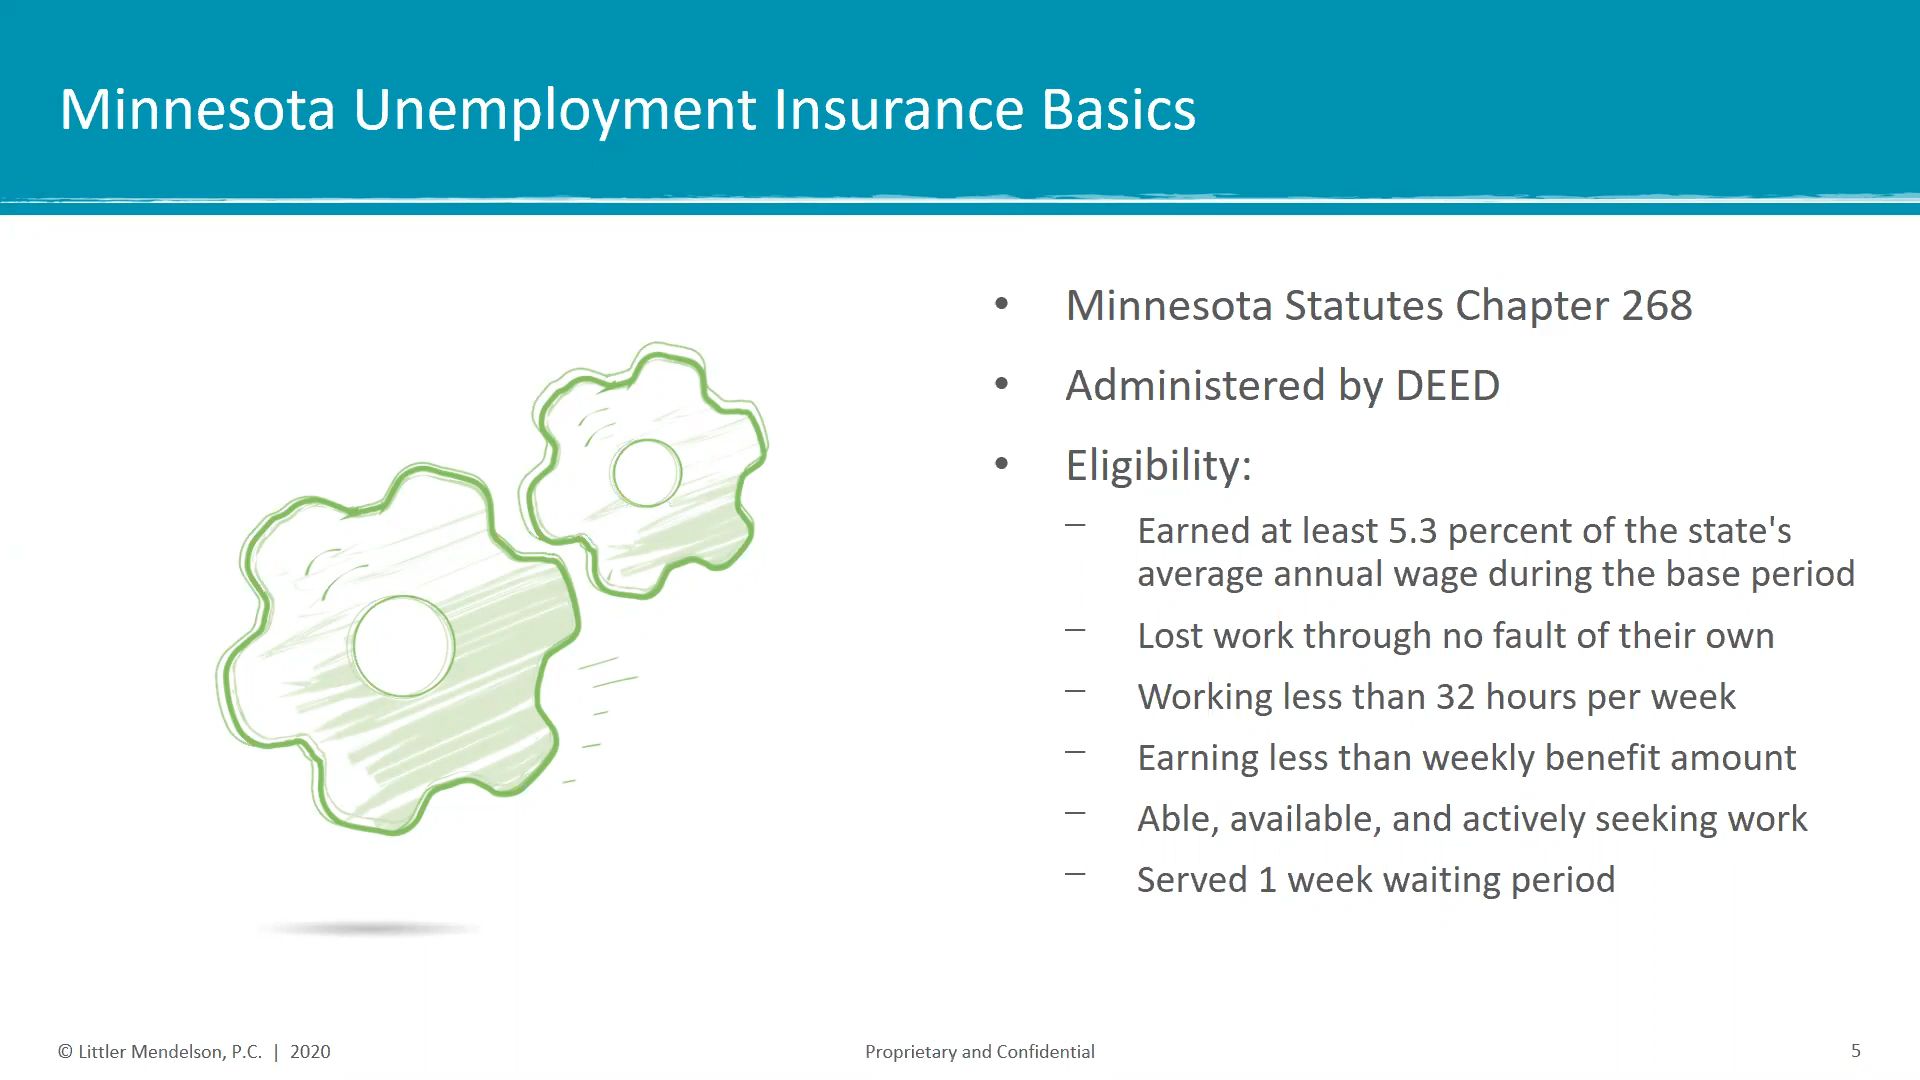 Minnesota Unemployment Insurance Basics
• Minnesota Statutes Chapter 268
• Administered by DEED
• Eligibility:
– Earned at least 5.3 percent of the state's
average annual wage during the base period
– Lost work through no fault of their own
– Working less than 32 hours per week
– Earning less than weekly benefit amount
– Able, available, and actively seeking work
– Served 1 week waiting period
© Littler Mendelson, P.C. | 2020
Proprietary and Confidential
5